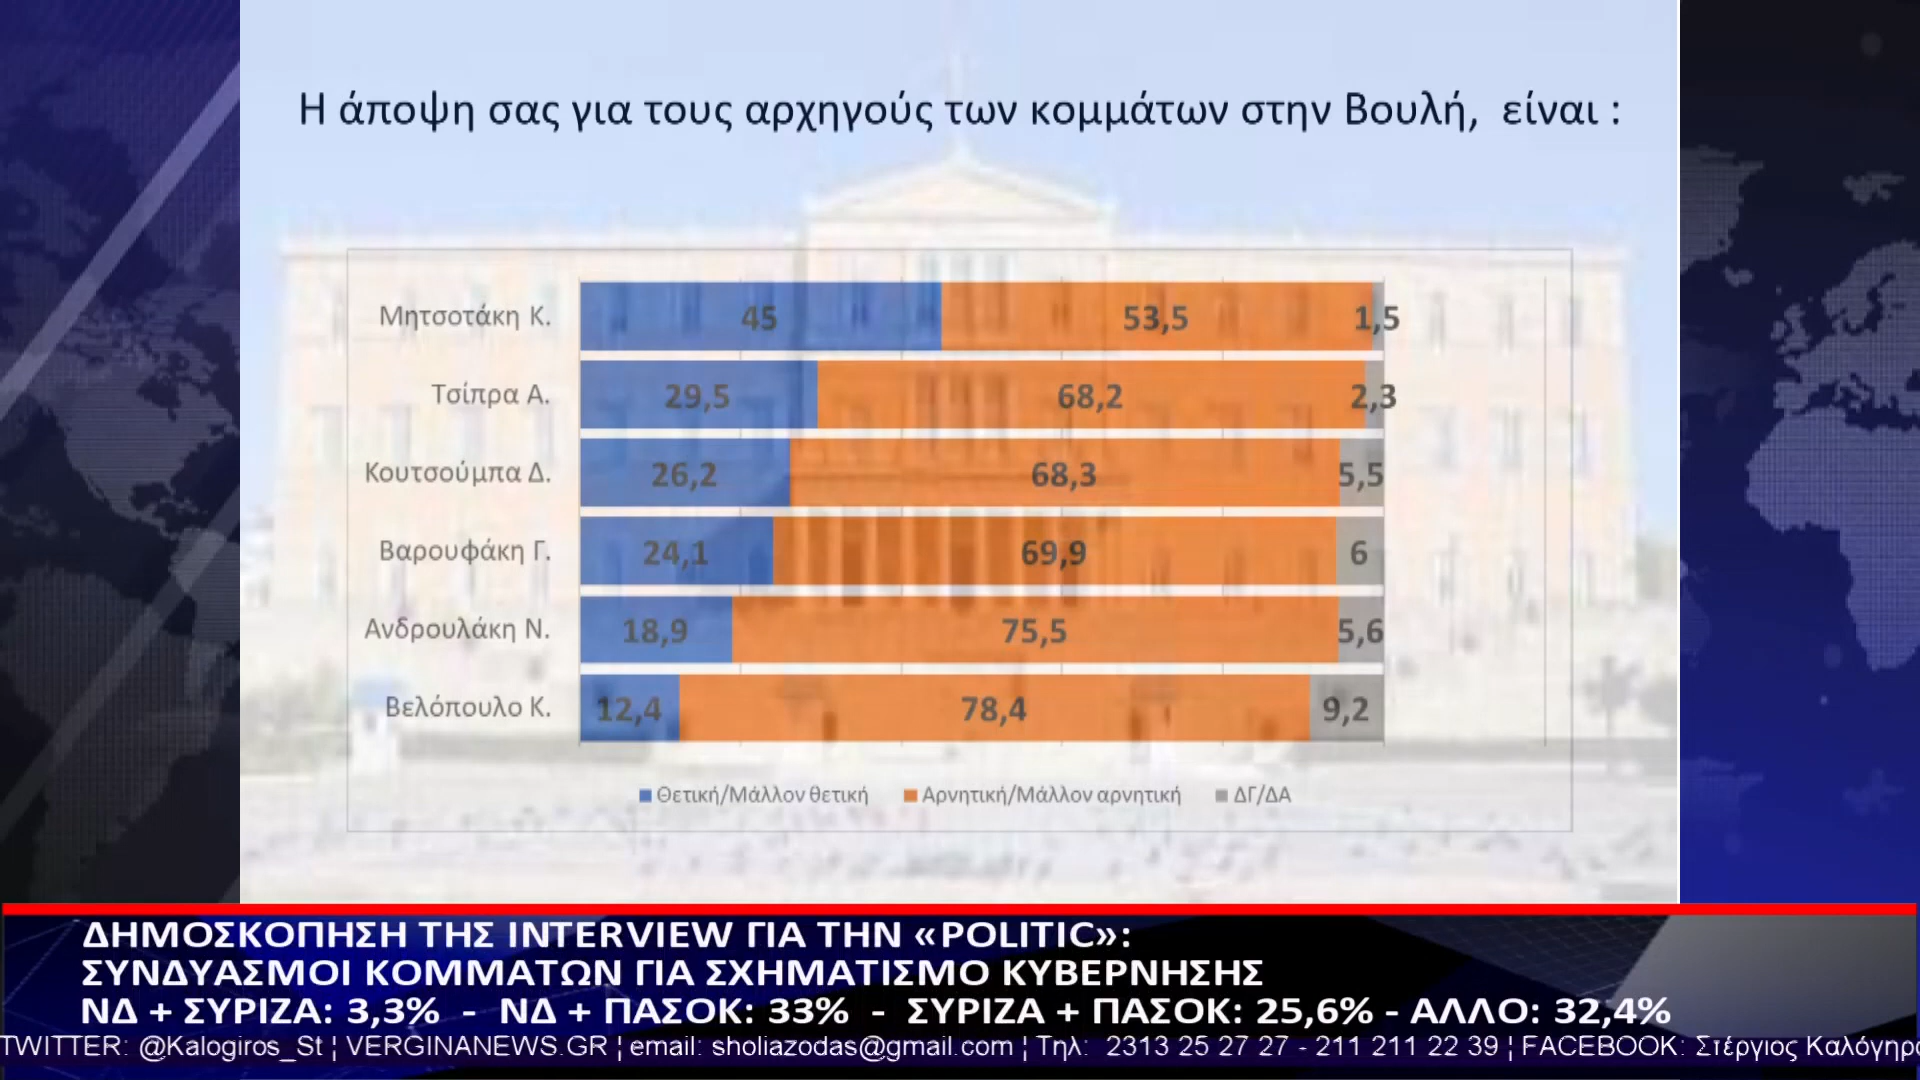 Η άποψη σας για τους αρχηγούς των κομμάτων στην Βουλή, είναι :
Μητσοτάκη Κ. 45 53,5 1,5
Τσίπρα Α. 29,5 68,2 2,3
Κουτσούμπα Δ. 26,2 68,3 5,5
Βαρουφάκη Γ. 24,1 69,9 6
Ανδρουλάκη Ν. 18,9 75,5 5,6
Βελόπουλο Κ. 12,4 78,4 9,2
Θετική/Μάλλον θετική Αρνητική/Μάλλον αρνητική ΔΓ/ΔΑ
ΔΗΜΟΣΚΟΠΗΣΗ ΤΗΣ INTERVIEW ΓΙΑ ΤΗΝ «POLITIC»:
ΣΥΝΔΥΑΣΜΟΙ ΚΟΜΜΑΤΩΝ ΓΙΑ ΣΧΗΜΑΤΙΣΜΟ ΚΥΒΕΡΝΗΣΗΣ
ΝΔ + ΣΥΡΙΖΑ: 3,3% - ΝΔ + ΠΑΣΟΚ: 33% - ΣΥΡΙΖΑ + ΠΑΣΟΚ: 25,6% - ΑΛΛΟ: 32,4%
TWITTER: @Kalogiros_St ¦ VERGINANEWS.GR ¦ email: sholiazodas@gmail.com ¦ Τηλ: 2313 25 27 27 - 211 211 22 39 ¦ FACEBOOK: Στέργιος Καλόγηρο